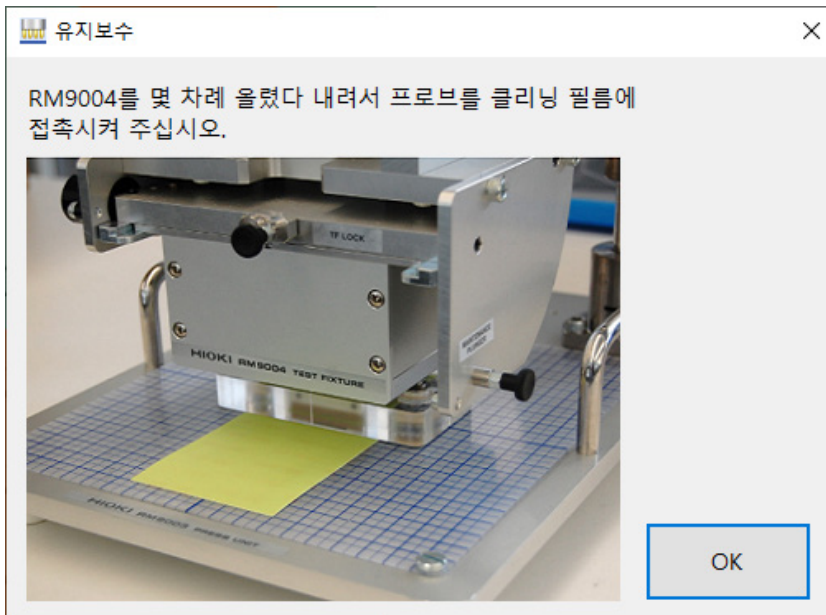 유지보수
RM9004를 몇 차례 올렸다 내려서 프로브를 클리닝 필름에
접촉시켜 주십시오.
TF LOCK
MAINTENANCE
PLUNGER
HIOKI RM9004 TEST FIXTURE
HIOKI RM9005 PRESS UNIT
OK